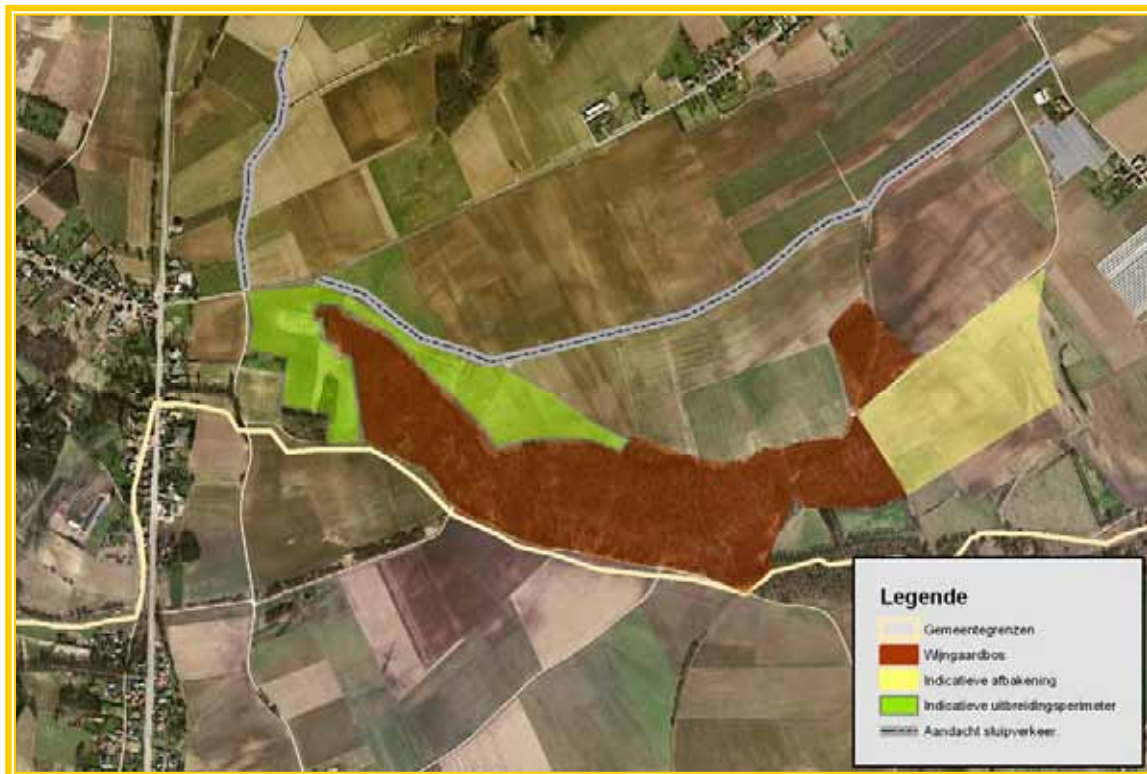 Legende
Gemeentegrenzen
Wijngaardbos
Indicatieve afbakening
Indicatieve uitbreidingsperimeter
Aandacht sluipverkeer